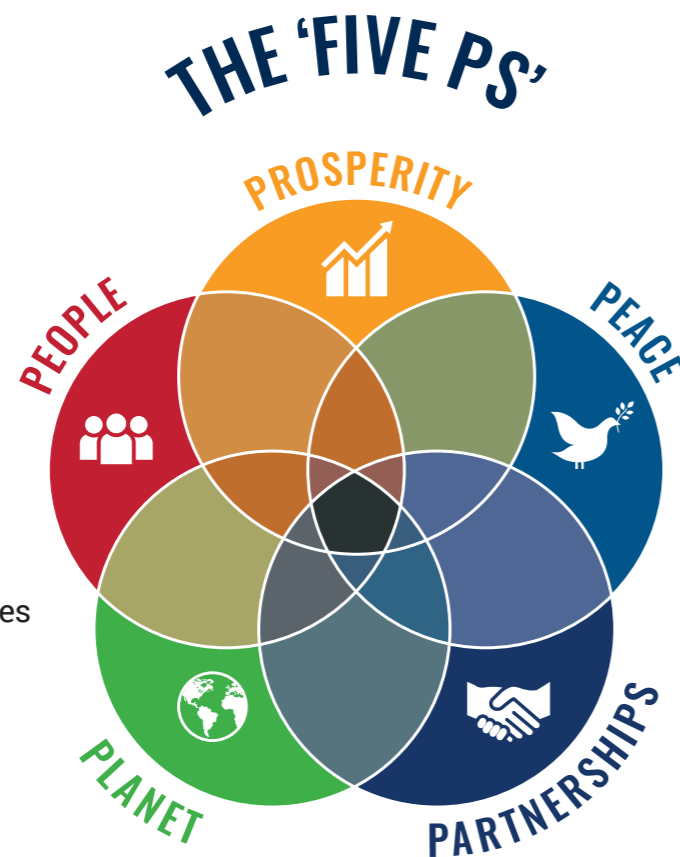 THE ‘FIVE PS’
PROSPERITY
PEOPLE
PEACE
es
PLANET
PARTNERSHIPS